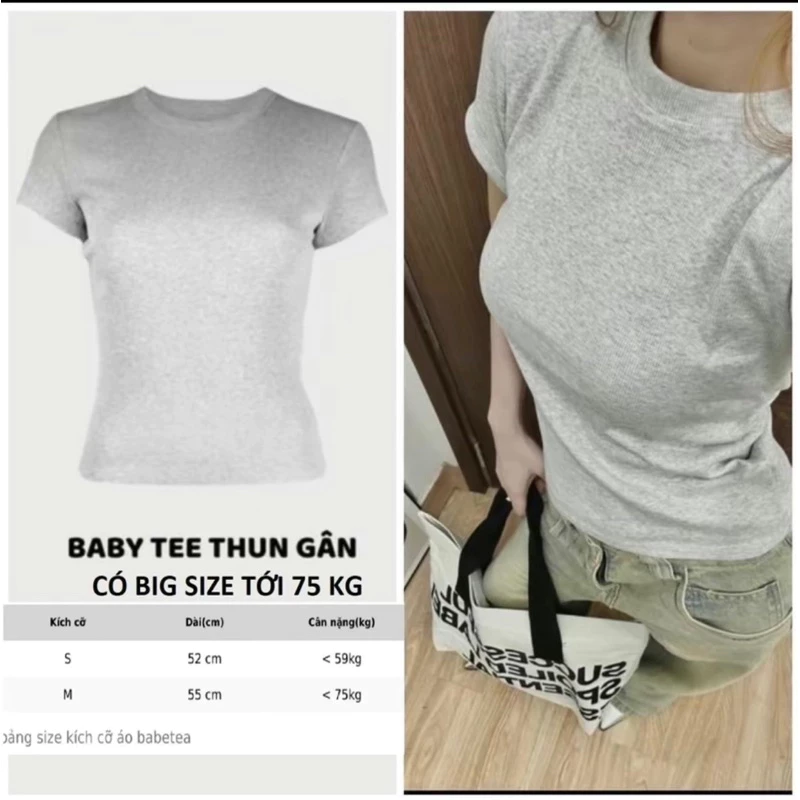 BABY TEE THUN GÂN
CÓ BIG SIZE TỚI 75 KG
Kích cỡ Dài(cm) Cân nặng(kg)
S 52 cm < 59kg
M 55 cm < 75kg
size kích cỡ áo babetea
SUCCES